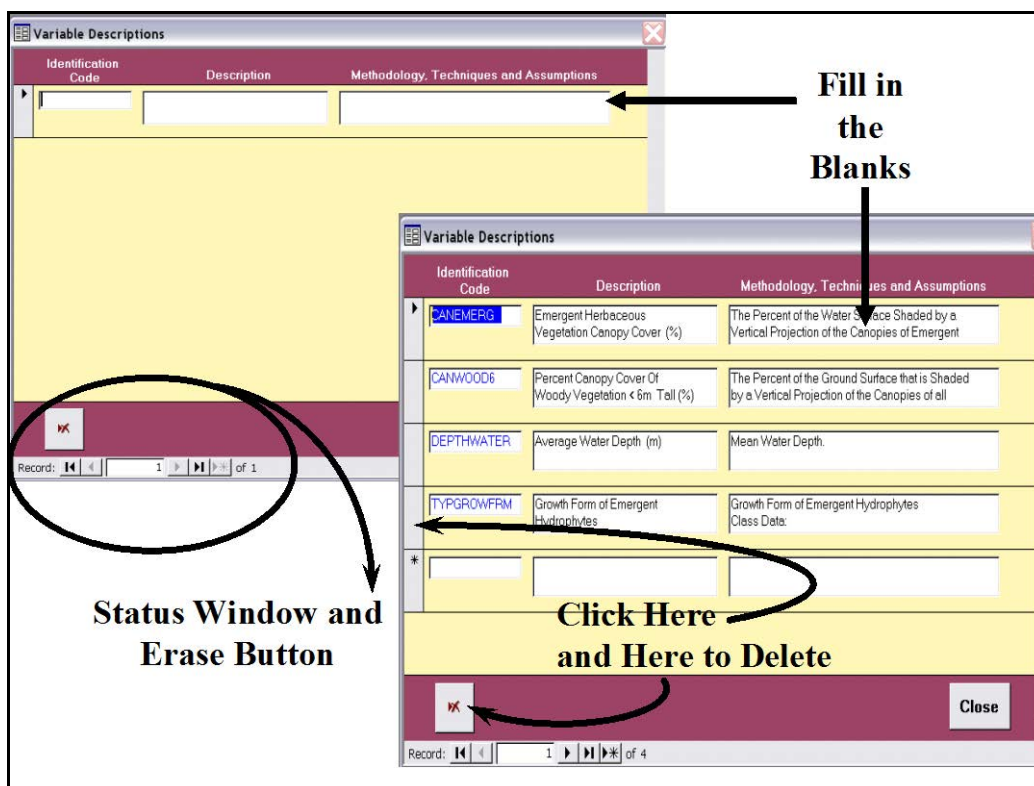 Variable Descriptions
Identification
Code
Description
Methodology, Techniques and Assumptions
Fill in
the
Blanks
Record: 1 of 1
Variable Descriptions
Identification
Code
Description
Methodology, Techniques and Assumptions
CANEMERG
Emergent Herbaceous
Vegetation Canopy Cover (%)
The Percent of the Water Surface Shaded by a
Vertical Projection of the Canopies of Emergent
CANWOOD6
Percent Canopy Cover Of
Woody Vegetation < 6m Tall (%)
The Percent of the Ground Surface that is Shaded
by a Vertical Projection of the Canopies of all
DEPTHWATER
Average Water Depth (m)
Mean Water Depth.
TYPGROWFRM
Growth Form of Emergent
Hydrophytes
Growth Form of Emergent Hydrophytes
Class Data:
Status Window and
Erase Button
Click Here
and Here to Delete
Close
Record: 1 of 4